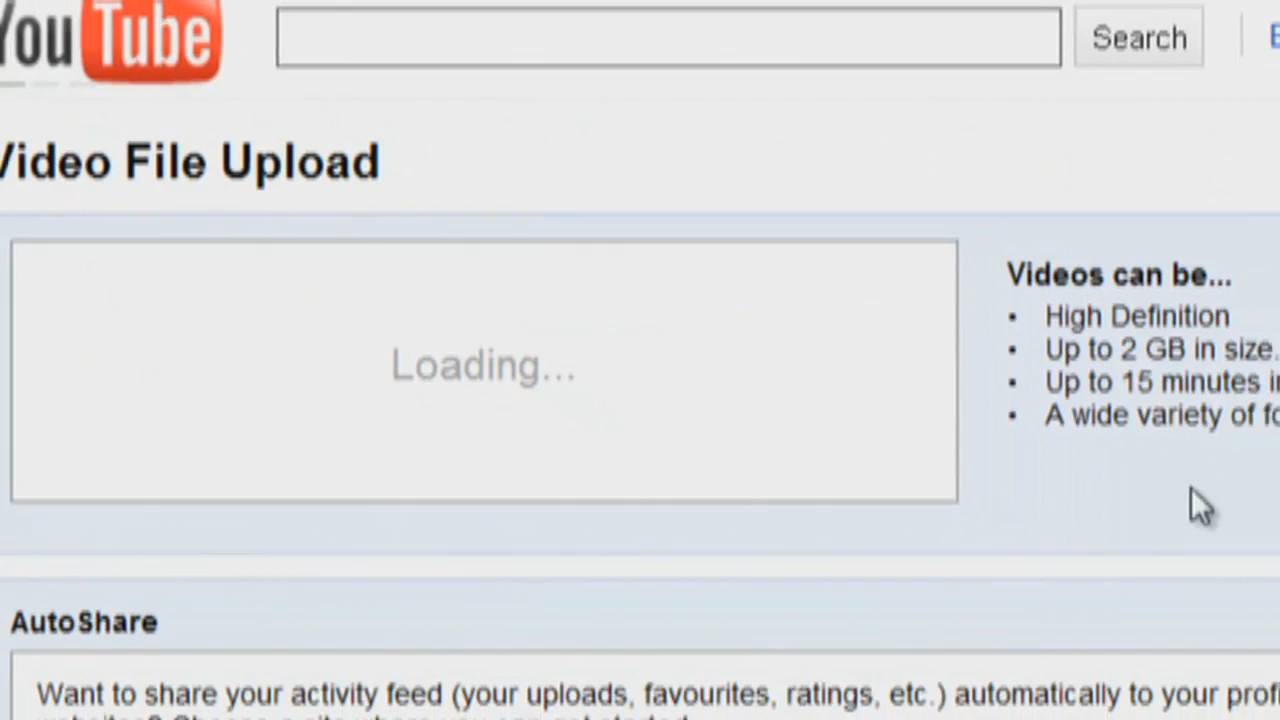 YouTube
Search
Video File Upload
Loading...
Videos can be...
• High Definition
• Up to 2 GB in size.
• Up to 15 minutes
• A wide variety of
AutoShare
Want to share your activity feed (your uploads, favourites, ratings, etc.) automatically to your